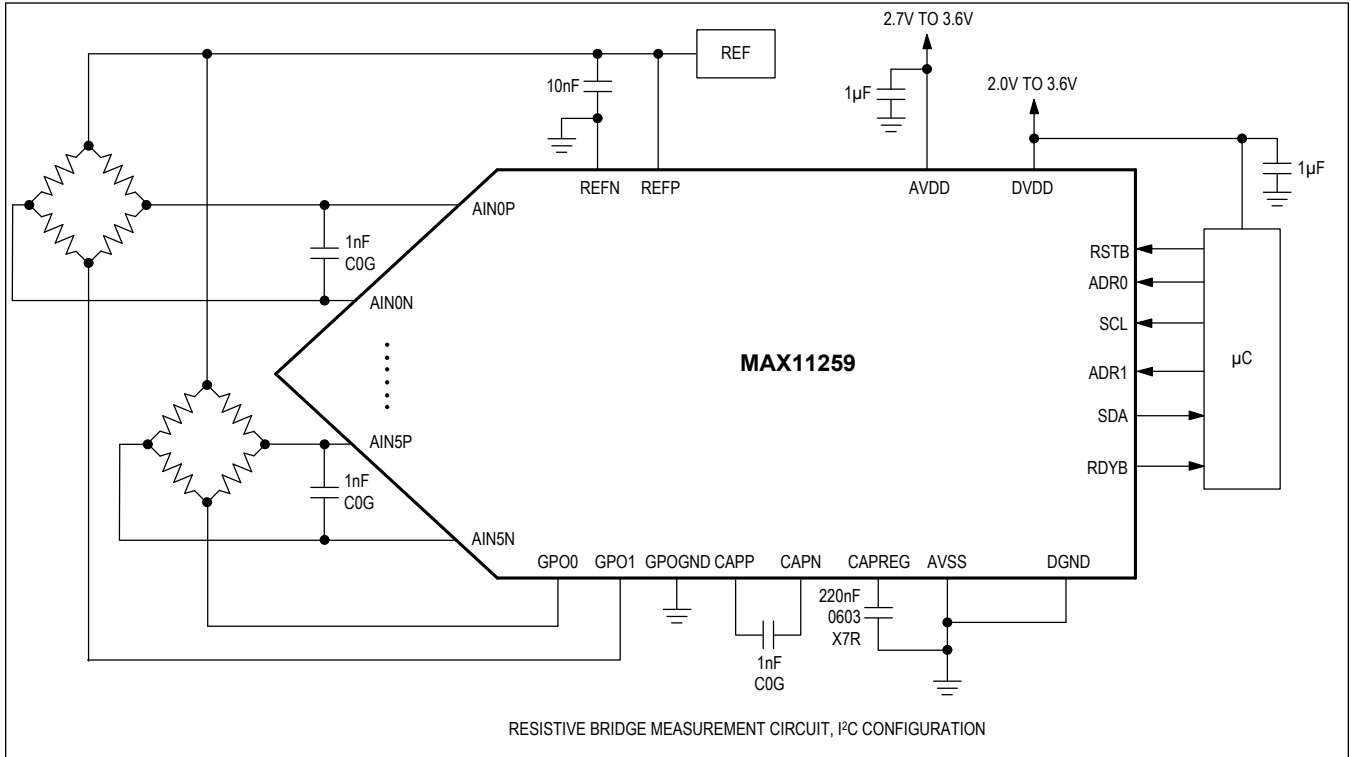 2.7V TO 3.6V
REF
10nF
1µF
2.0V TO 3.6V
1µF
REFN
REFP
AVDD
DVDD
AIN0P
1nF
C0G
AIN0N
RSTB
ADR0
SCL
MAX11259
µC
ADR1
SDA
RDYB
AIN5P
1nF
C0G
AIN5N
GPO0
GPO1
GPOGND
CAPP
CAPN
CAPREG
AVSS
DGND
220nF
0603
X7R
1nF
C0G
RESISTIVE BRIDGE MEASUREMENT CIRCUIT, I²C CONFIGURATION